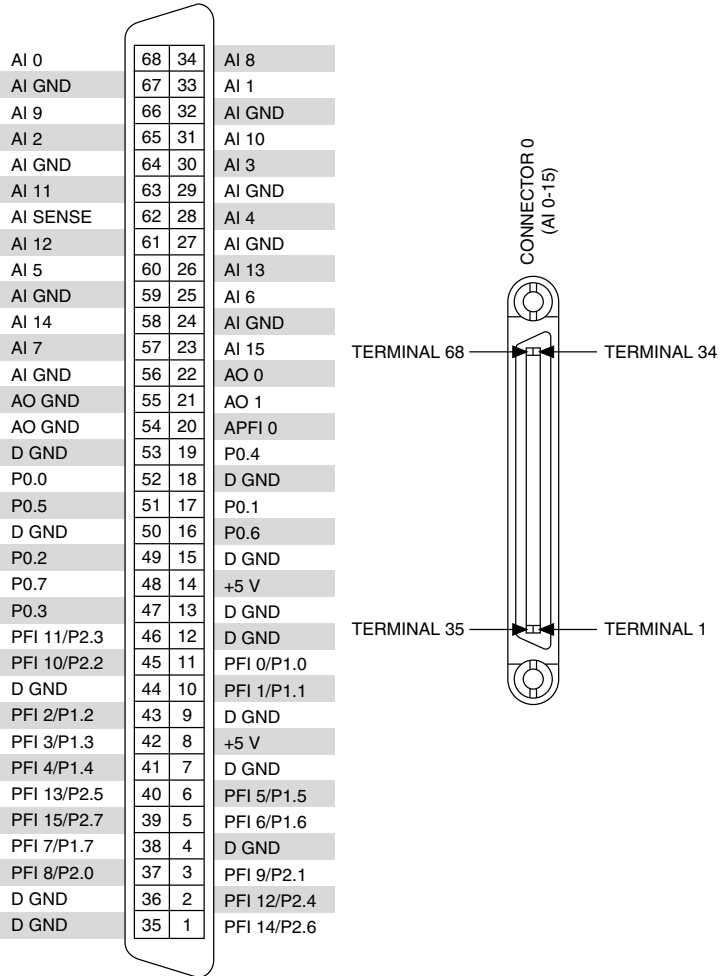 AI 0 68 34 AI 8
AI GND 67 33 AI 1
AI 9 66 32 AI GND
AI 2 65 31 AI 10
AI GND 64 30 AI 3
AI 11 63 29 AI GND
AI SENSE 62 28 AI 4
AI 12 61 27 AI GND
AI 5 60 26 AI 13
AI GND 59 25 AI 6
AI 14 58 24 AI GND
AI 7 57 23 AI 15
AI GND 56 22 AO 0
AO GND 55 21 AO 1
AO GND 54 20 APFI 0
D GND 53 19 P0.4
P0.0 52 18 D GND
P0.5 51 17 P0.1
D GND 50 16 P0.6
P0.2 49 15 D GND
P0.7 48 14 +5 V
P0.3 47 13 D GND
PFI 11/P2.3 46 12 D GND
PFI 10/P2.2 45 11 PFI 0/P1.0
D GND 44 10 PFI 1/P1.1
PFI 2/P1.2 43 9 D GND
PFI 3/P1.3 42 8 +5 V
PFI 4/P1.4 41 7 D GND
PFI 13/P2.5 40 6 PFI 5/P1.5
PFI 15/P2.7 39 5 PFI 6/P1.6
PFI 7/P1.7 38 4 D GND
PFI 8/P2.0 37 3 PFI 9/P2.1
D GND 36 2 PFI 12/P2.4
D GND 35 1 PFI 14/P2.6
CONNECTOR 0
(AI 0-15)
TERMINAL 68 TERMINAL 34
TERMINAL 35 TERMINAL 1